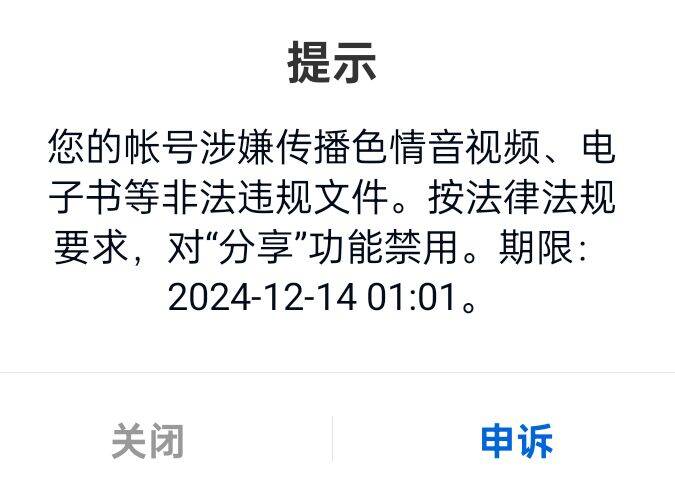 提示
您的帐号涉嫌传播色情音视频、电
子书等非法违规文件。按法律法规
要求，对“分享”功能禁用。期限：
2024-12-14 01:01。
关闭
申诉